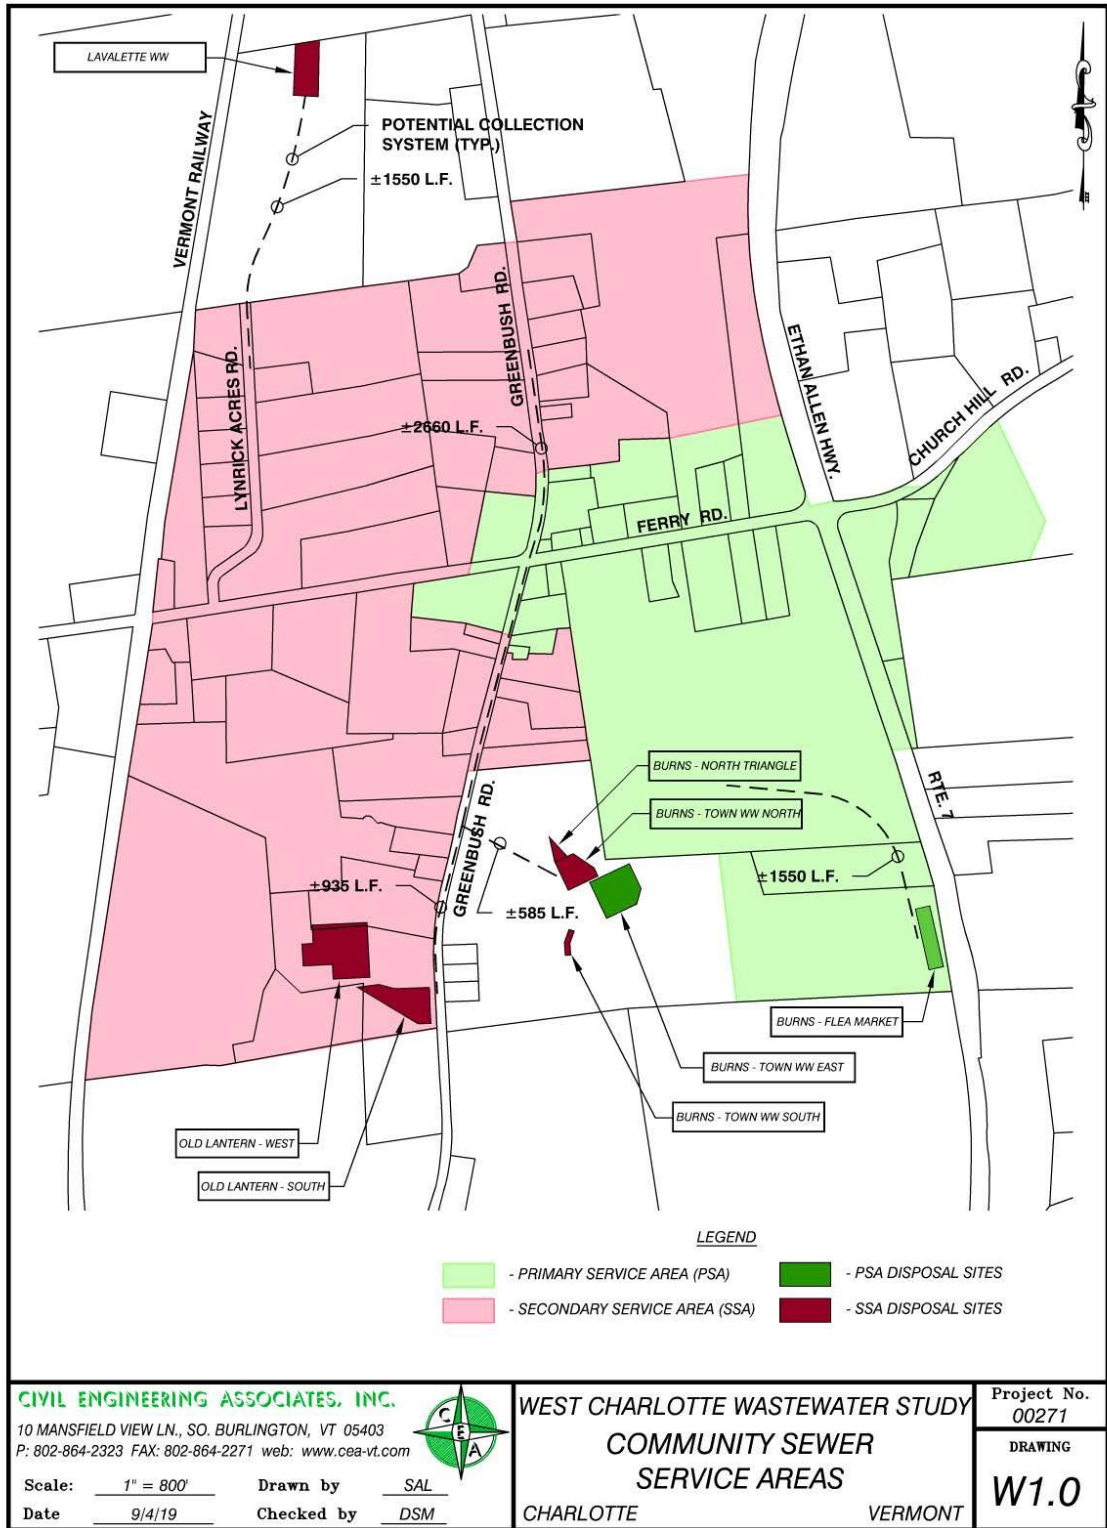 LAVALETTE WW
POTENTIAL COLLECTION
SYSTEM (TYP.)
±1550 L.F.
VERMONT RAILWAY
GREENBUSH RD.
LYNRICK ACRES RD.
ETHAN ALLEN HWY.
CHURCH HILL RD.
±2660 L.F.
FERRY RD.
BURNS - NORTH TRIANGLE
BURNS - TOWN WW NORTH
RTE. 7
GREENBUSH RD.
±1550 L.F.
±935 L.F.
±585 L.F.
BURNS - FLEA MARKET
BURNS - TOWN WW EAST
BURNS - TOWN WW SOUTH
OLD LANTERN - WEST
OLD LANTERN - SOUTH
LEGEND
- PRIMARY SERVICE AREA (PSA)
- PSA DISPOSAL SITES
- SECONDARY SERVICE AREA (SSA)
- SSA DISPOSAL SITES
CIVIL ENGINEERING ASSOCIATES, INC.
10 MANSFIELD VIEW LN., SO. BURLINGTON, VT 05403
P: 802-864-2323 FAX: 802-864-2271 web: www.cea-vt.com
C E A
Scale: 1" = 800' Drawn by SAL
Date 9/4/19 Checked by DSM
WEST CHARLOTTE WASTEWATER STUDY
COMMUNITY SEWER
SERVICE AREAS
CHARLOTTE VERMONT
Project No.
00271
DRAWING
W1.0